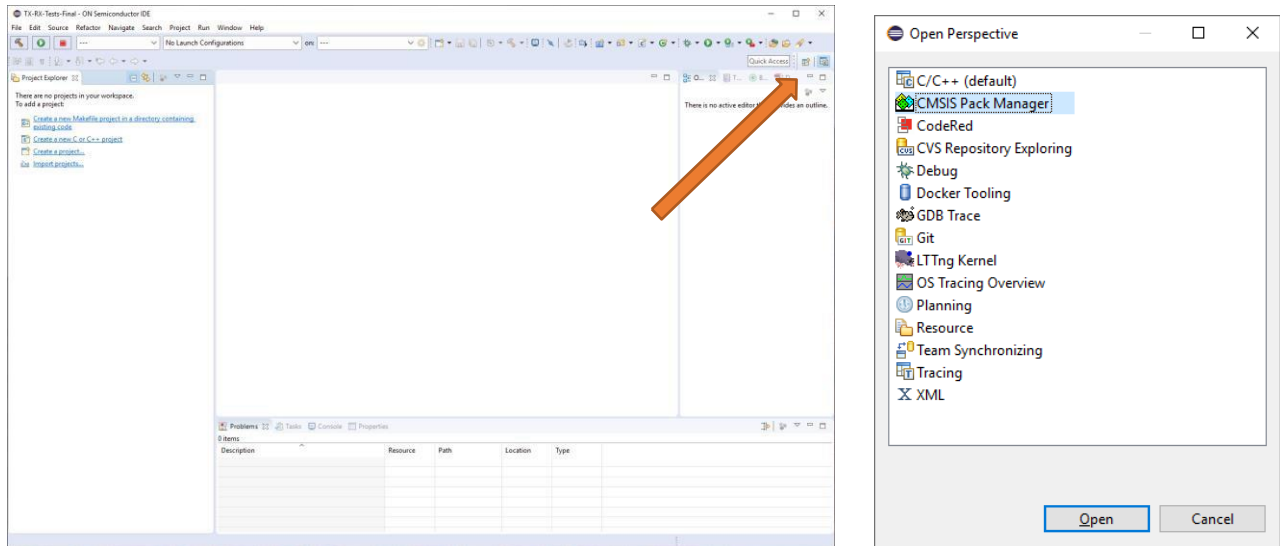 TX-RX-Tests-Final - ON Semiconductor IDE
File Edit Source Refactor Navigate Search Project Run Window Help
--- No Launch Configurations on: ---
Quick Access
Project Explorer
There are no projects in your workspace.
To add a project:
Create a new Makefile project in a directory containing
existing code
Create a new C or C++ project
Create a project...
Import projects...
O... T... E...
There is no active editor that provides an outline.
Problems Tasks Console Properties
0 items
Description Resource Path Location Type
Open Perspective
C/C++ (default)
CMSIS Pack Manager
CodeRed
CVS Repository Exploring
Debug
Docker Tooling
GDB Trace
Git
LTTng Kernel
OS Tracing Overview
Planning
Resource
Team Synchronizing
Tracing
XML
Open Cancel